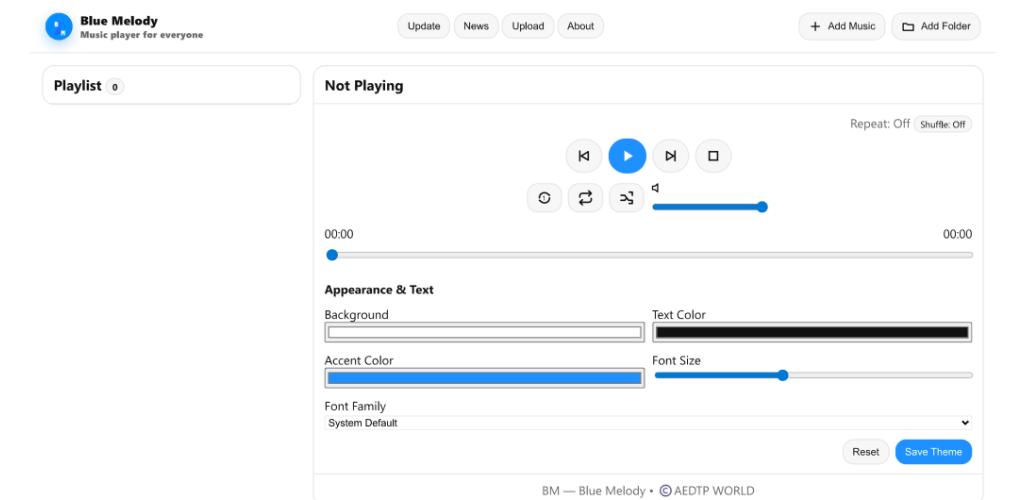 Blue Melody
Music player for everyone
Update
News
Upload
About
Add Music
Add Folder
Playlist 0
Not Playing
Repeat: Off Shuffle: Off
00:00
00:00
Appearance & Text
Background
Text Color
Accent Color
Font Size
Font Family
System Default
Reset
Save Theme
BM — Blue Melody • © AEDTP WORLD